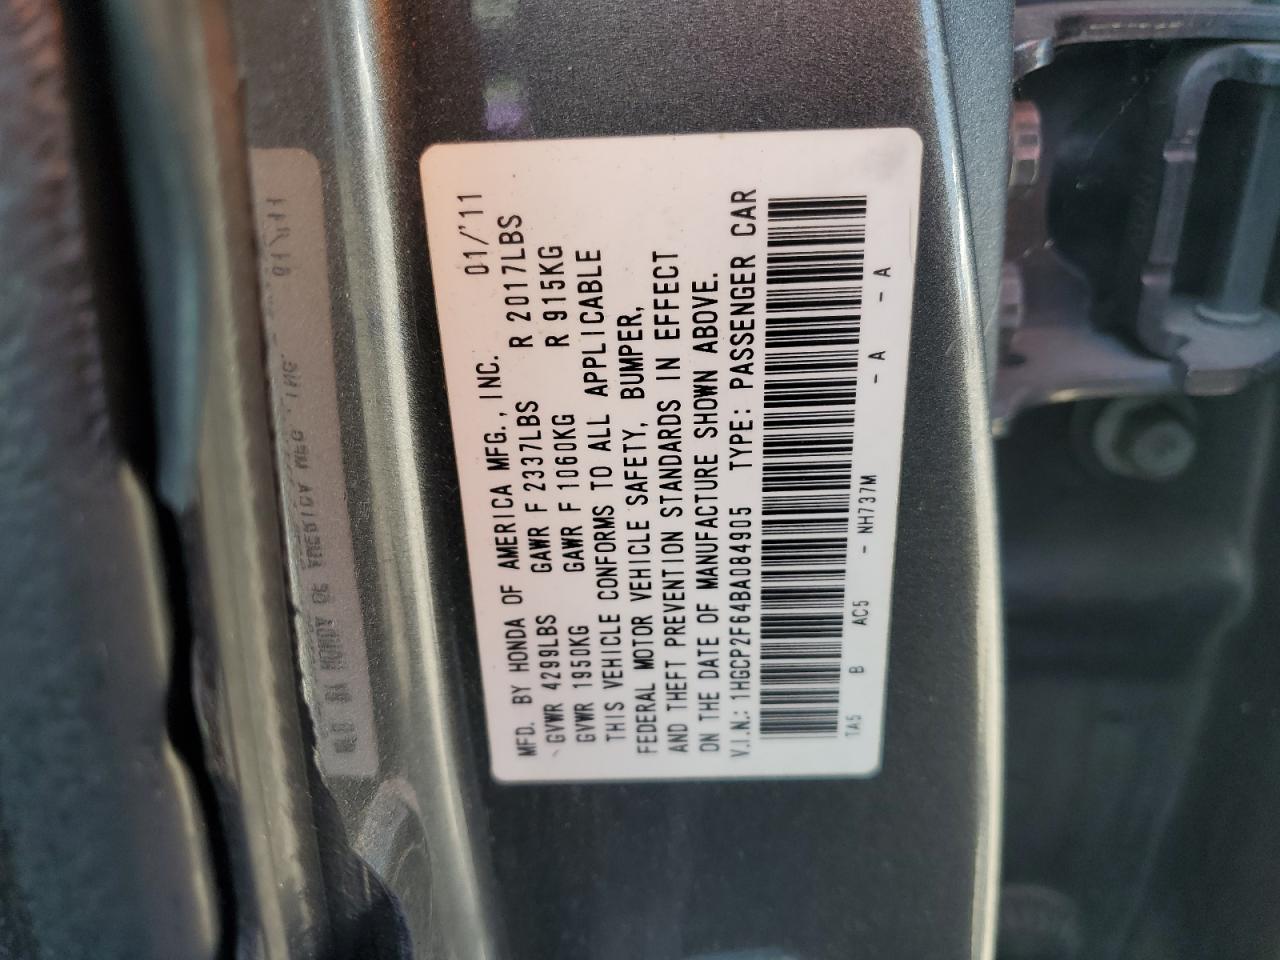 MFD. BY HONDA OF AMERICA MFG., INC. 01/'11
GVWR 4299LBS GAWR F 2337LBS R 2017LBS
GVWR 1950KG GAWR F 1060KG R 915KG
THIS VEHICLE CONFORMS TO ALL APPLICABLE
FEDERAL MOTOR VEHICLE SAFETY, BUMPER,
AND THEFT PREVENTION STANDARDS IN EFFECT
ON THE DATE OF MANUFACTURE SHOWN ABOVE.
V.I.N.: 1HGCP2F64BA084905 TYPE: PASSENGER CAR
TA5 B AC5 - NH737M - A - A